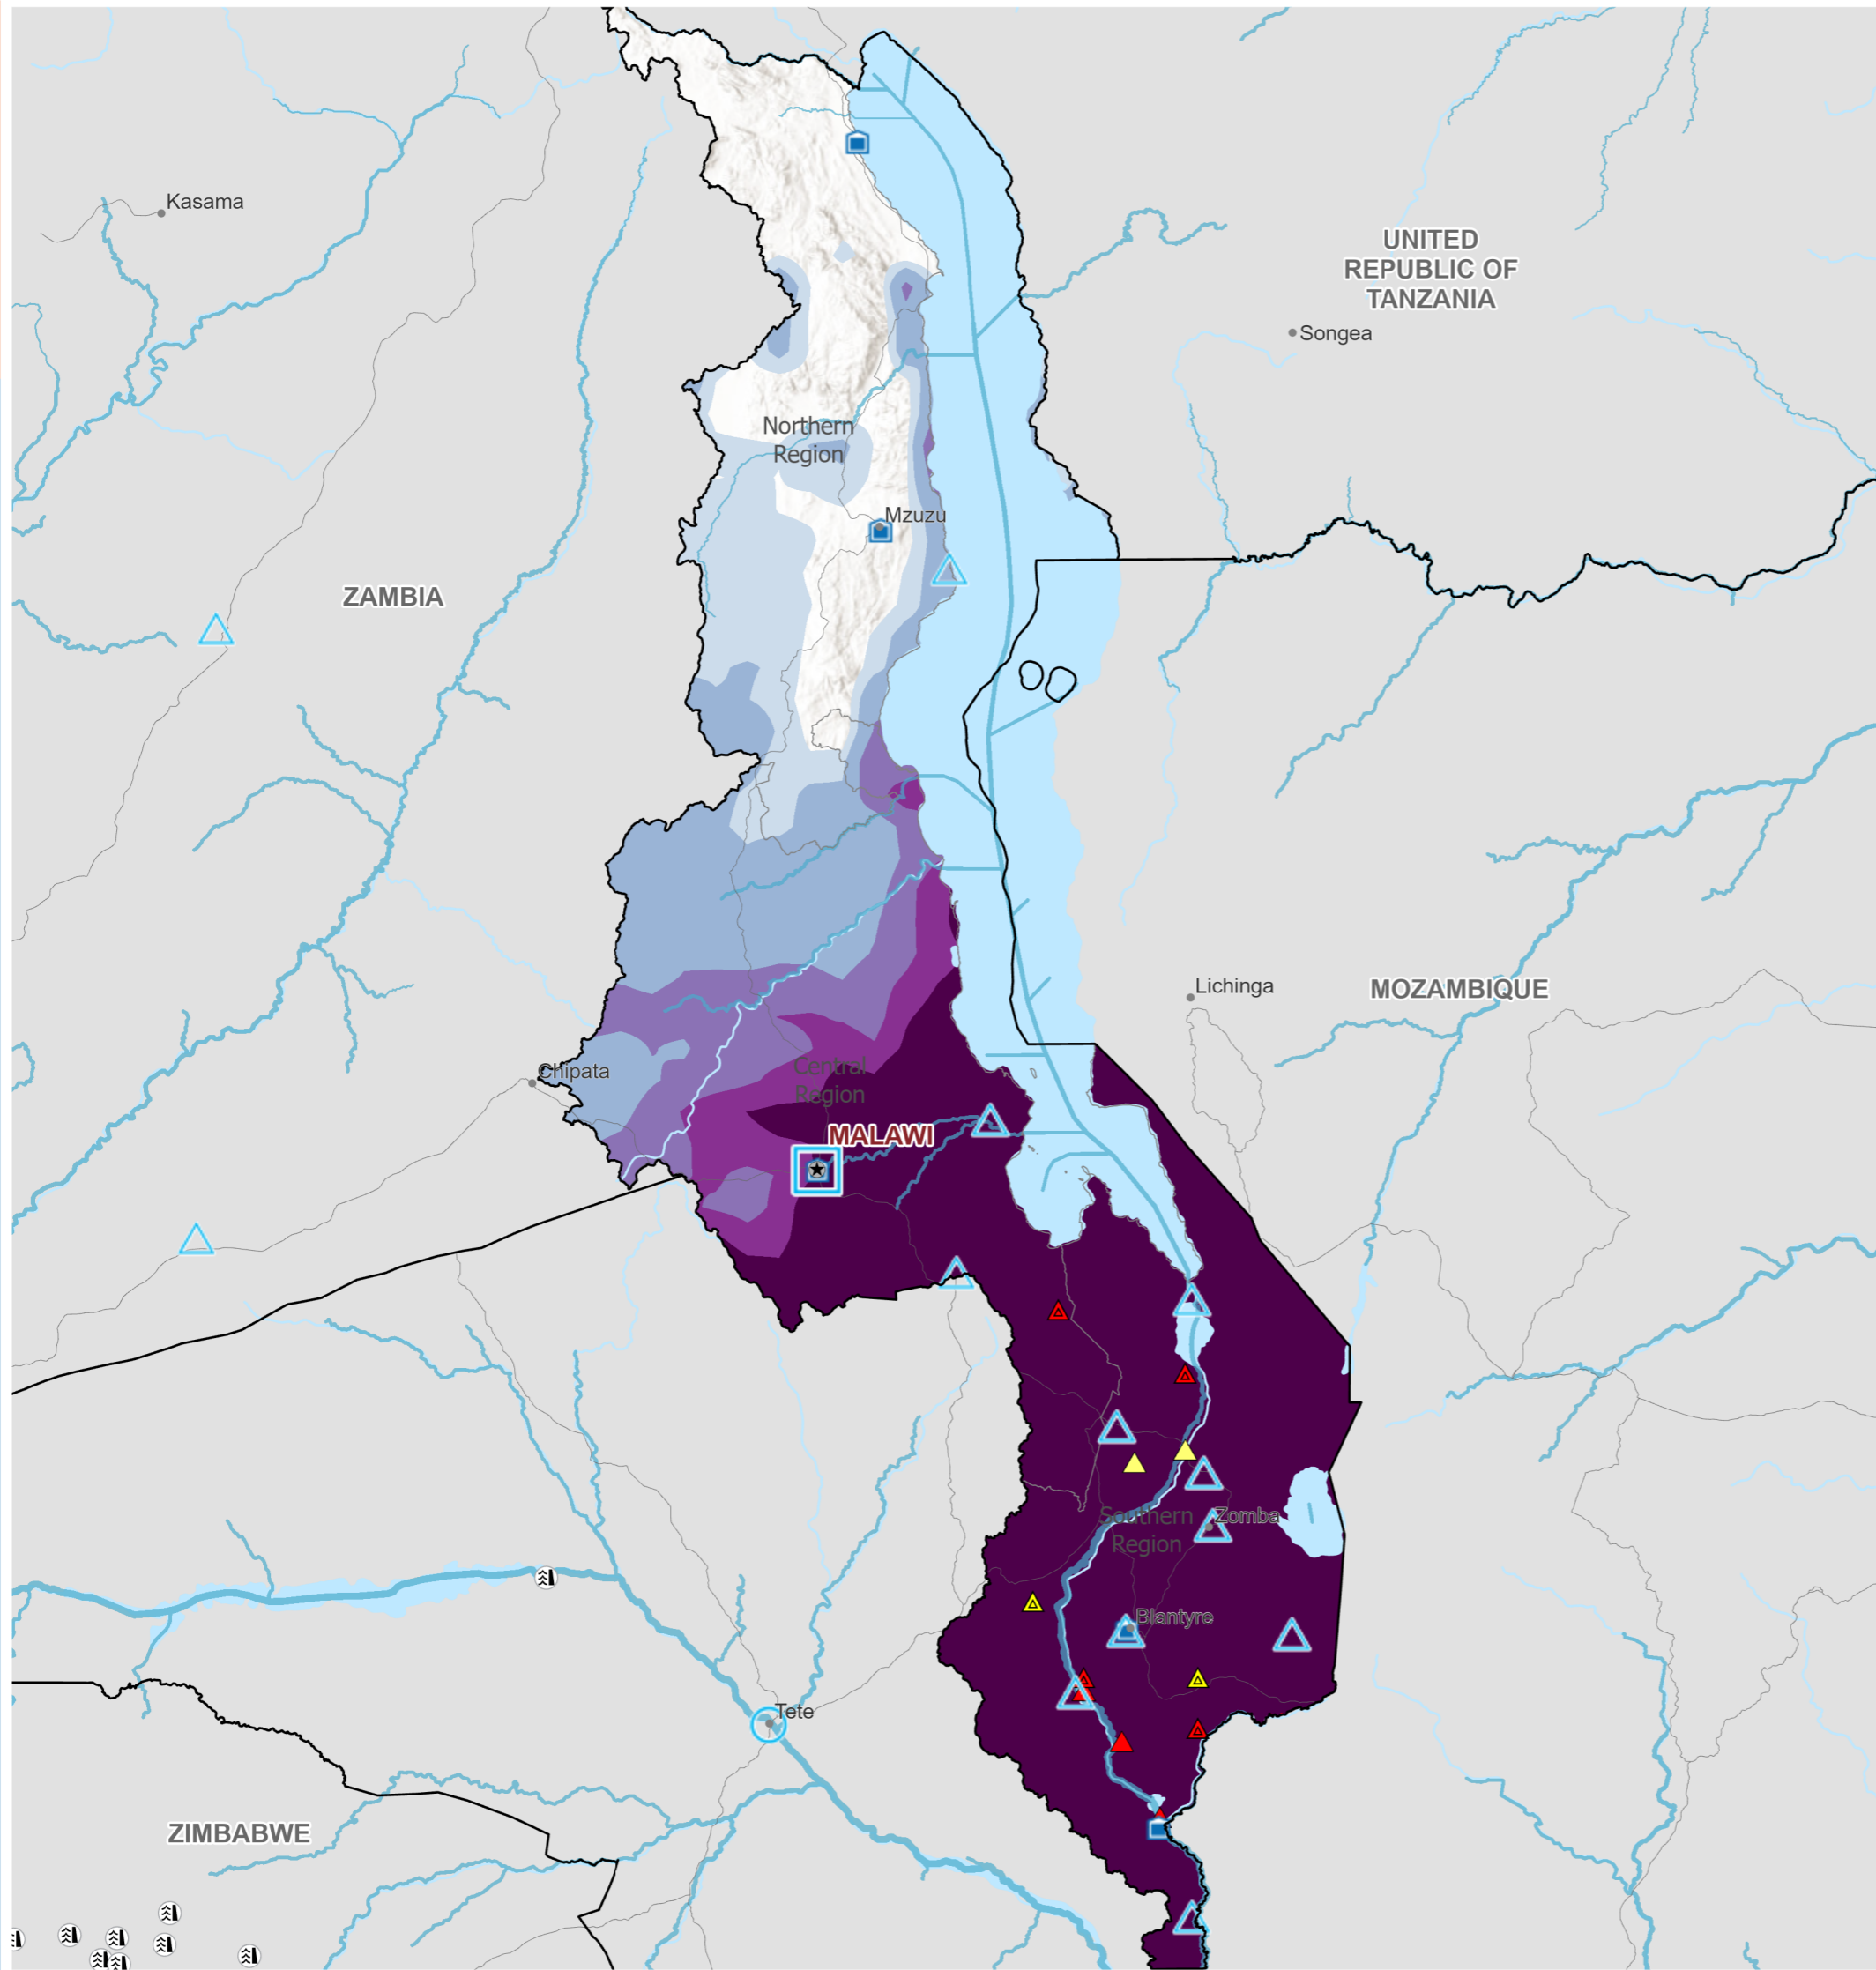 Kasama
UNITED
REPUBLIC OF
TANZANIA
Songea
Northern
Region
Mzuzu
ZAMBIA
Lichinga
MOZAMBIQUE
Chipata
Central
Region
MALAWI
Southern
Region
Zomba
Blantyre
Tete
ZIMBABWE